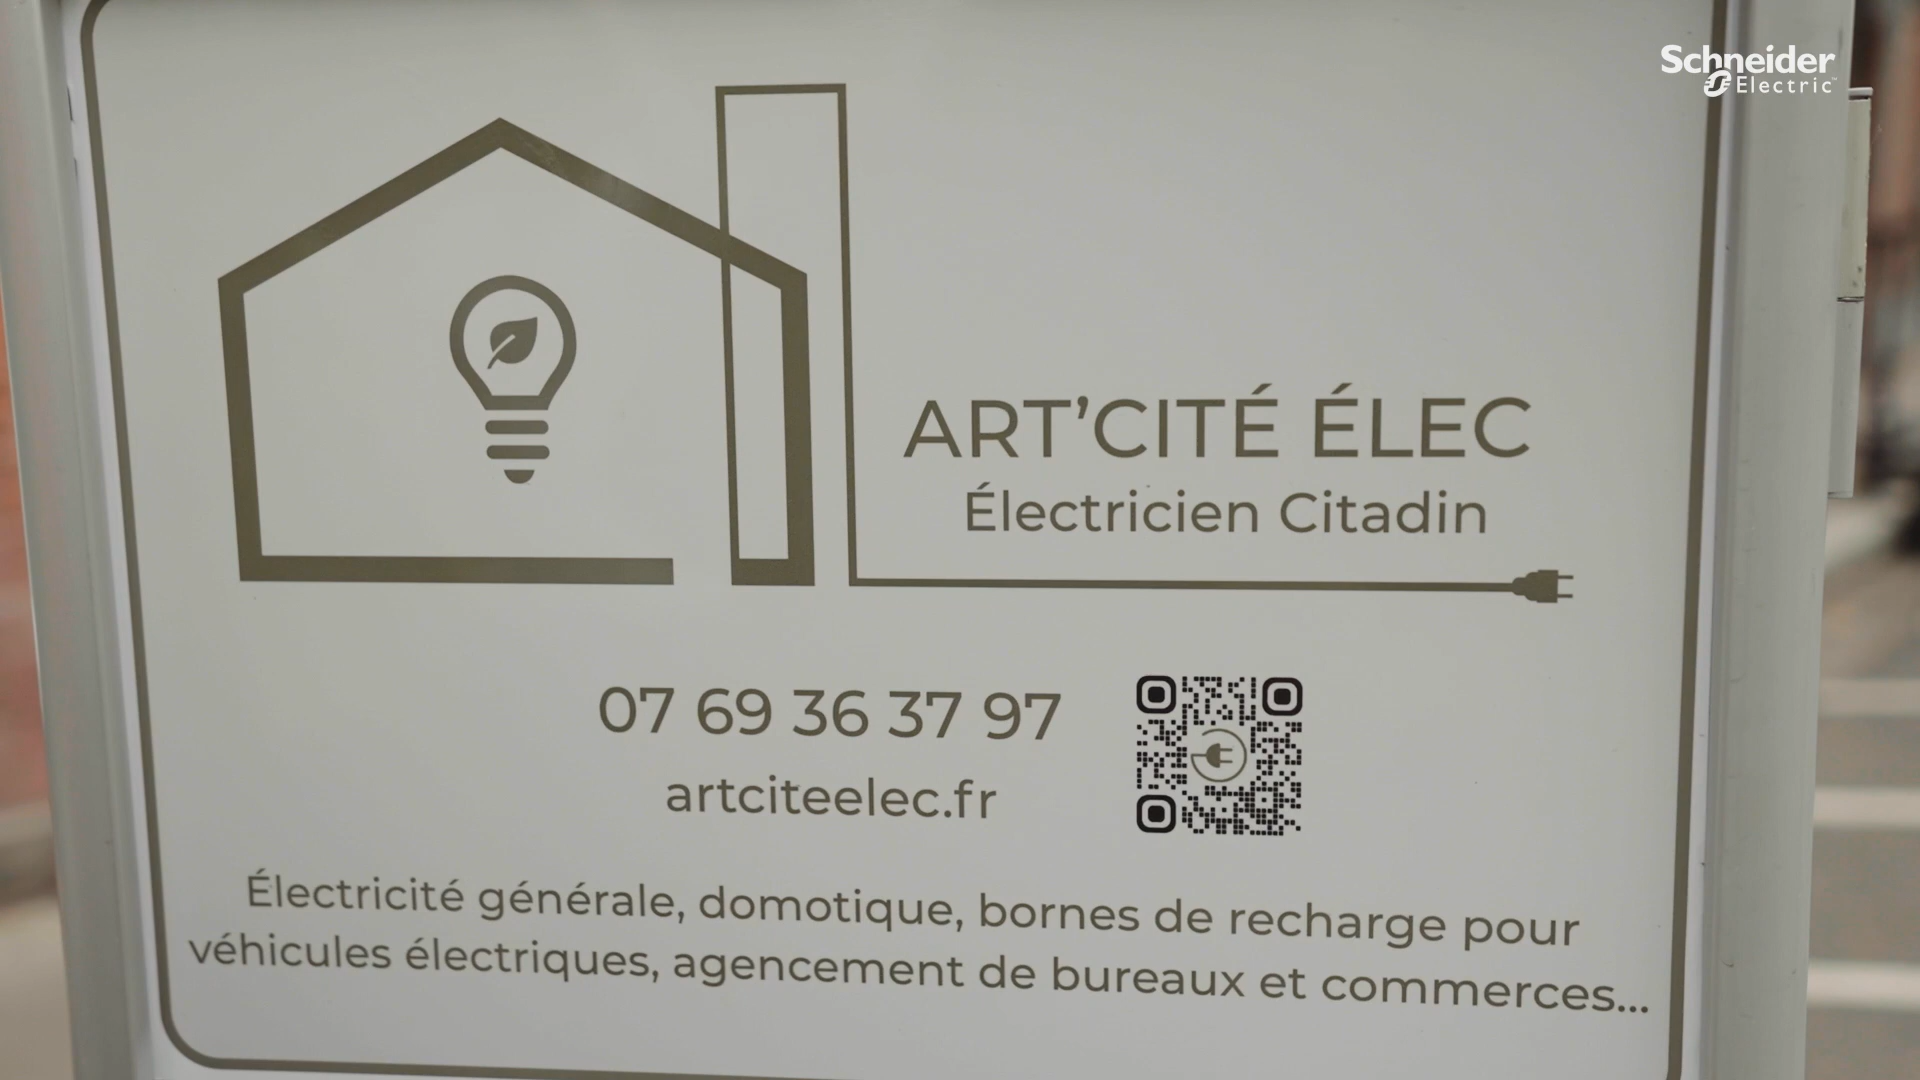 Schneider
Electric
ART'CITÉ ÉLEC
Électricien Citadin
07 69 36 37 97
artciteelec.fr
Électricité générale, domotique, bornes de recharge pour
véhicules électriques, agencement de bureaux et commerces...